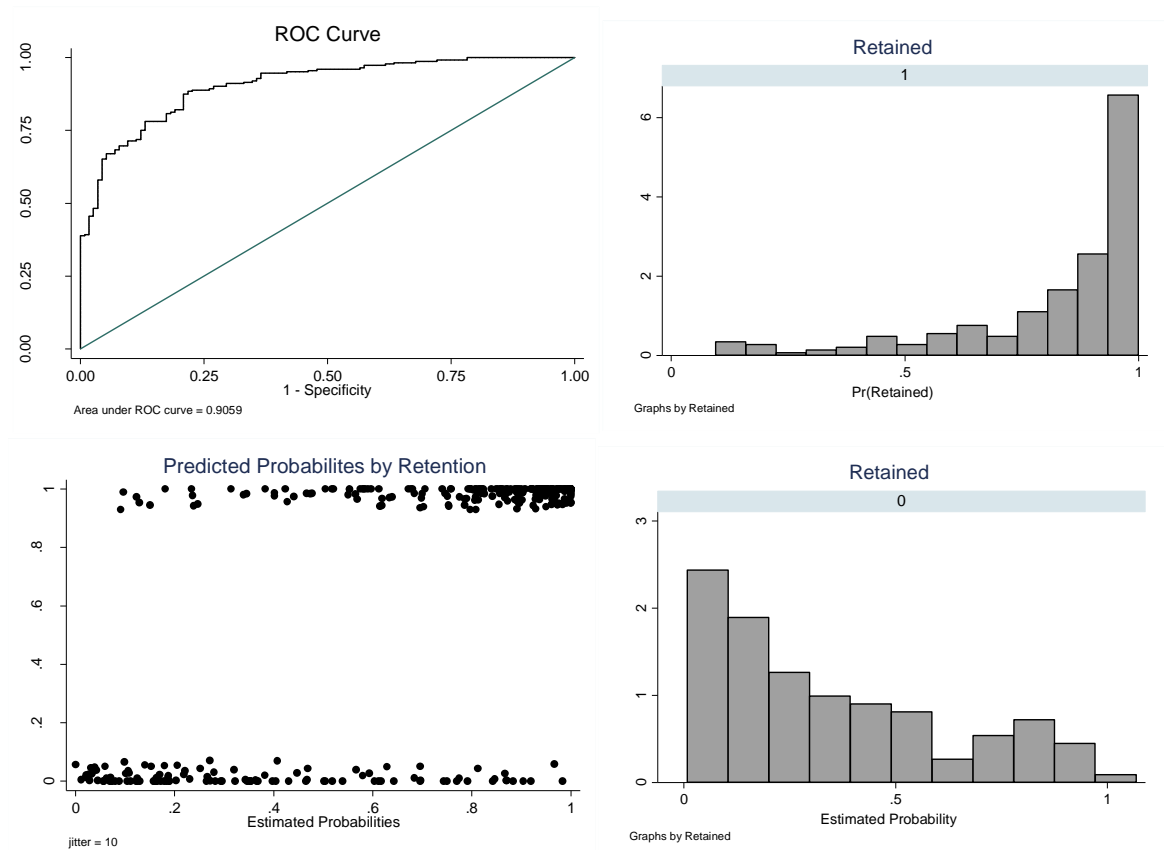 ROC Curve
1.00
0.75
0.50
0.25
0.00
0.00 0.25 0.50 0.75 1.00
1 - Specificity
Area under ROC curve = 0.9059
Retained
1
6
4
2
0
0 .5 1
Pr(Retained)
Graphs by Retained
Predicted Probabilites by Retention
1
.8
.6
.4
.2
0
0 .2 .4 .6 .8 1
Estimated Probabilities
jitter = 10
Retained
0
3
2
1
0
0 .5 1
Estimated Probability
Graphs by Retained